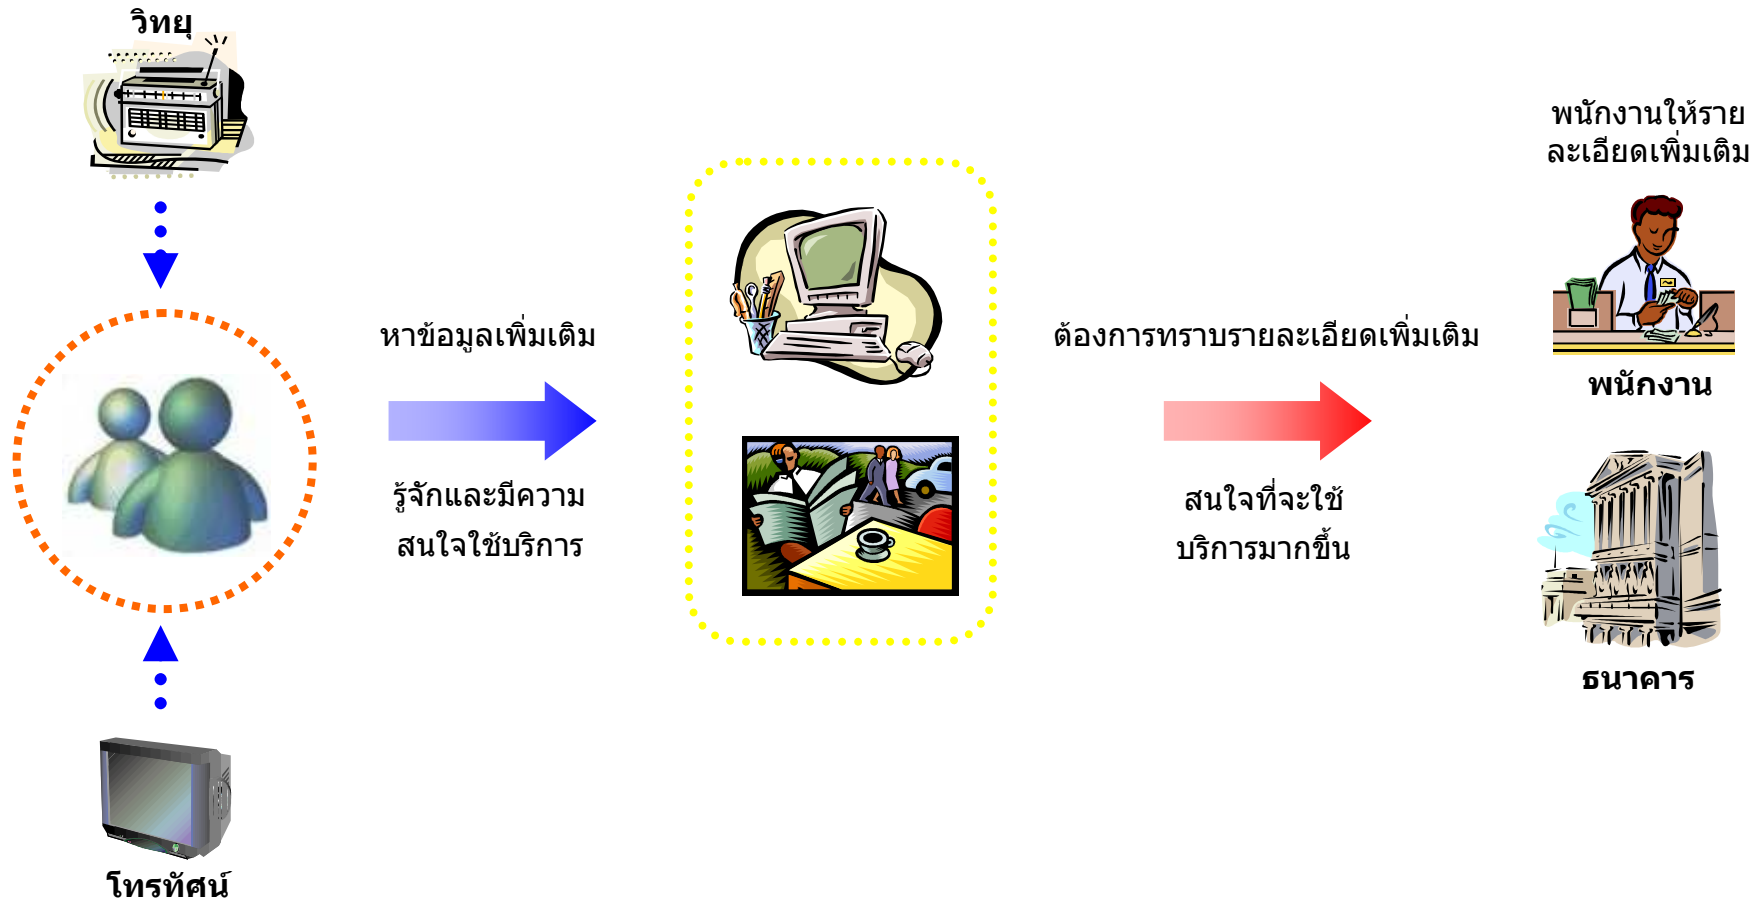 วิทยุ
พนักงานให้ราย
ละเอียดเพิ่มเติม
หาข้อมูลเพิ่มเติม
ต้องการทราบรายละเอียดเพิ่มเติม
พนักงาน
รู้จักและมีความ
สนใจใช้บริการ
สนใจที่จะใช้
บริการมากขึ้น
ธนาคาร
โทรทัศน์